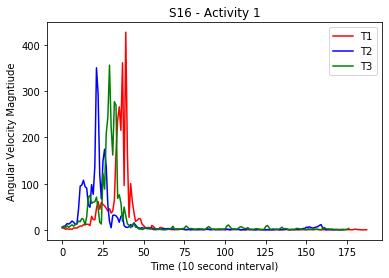 S16 - Activity 1
T1
T2
T3
400
300
200
100
0
Angular Velocity Magntiude
0
25
50
75
100
125
150
175
Time (10 second interval)